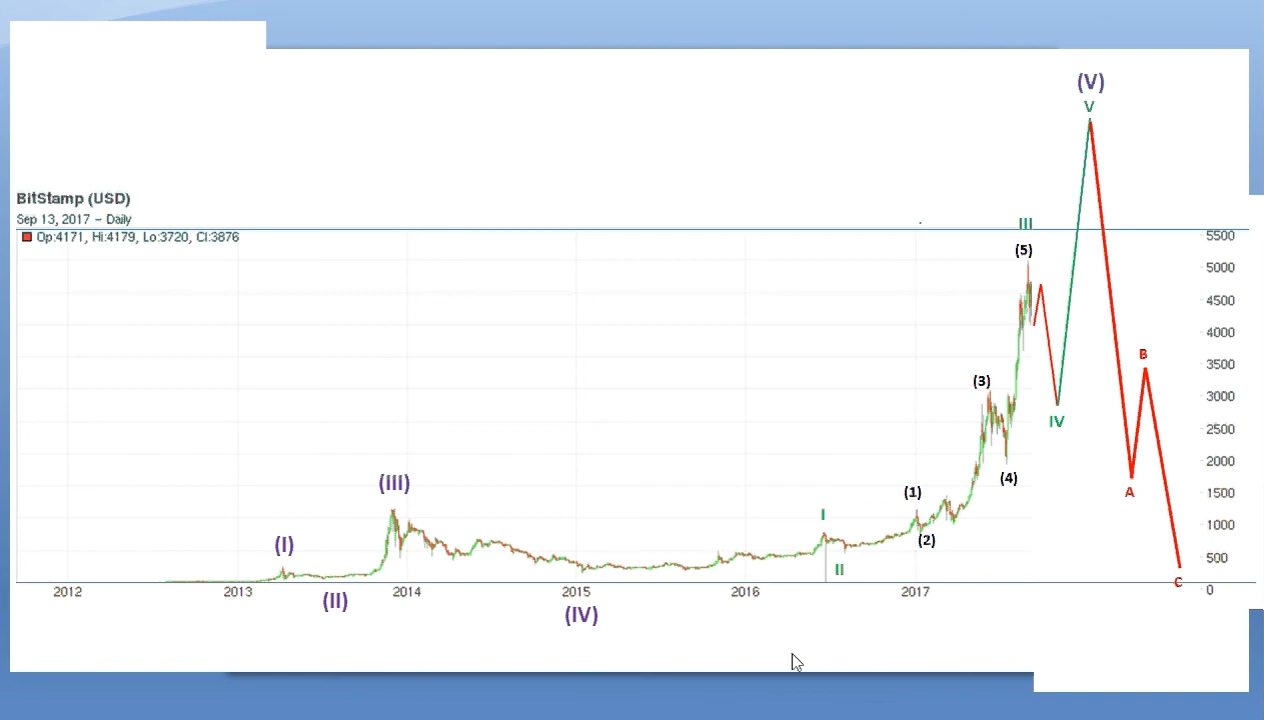 (V)
V
BitStamp (USD)
Sep 13, 2017 – Daily
Op:4171, Hi:4179, Lo:3720, Cl:3876
III
(5)
5500
5000
4500
4000
3500
3000
2500
2000
1500
1000
500
0
B
(3)
IV
(4)
A
(III)
(1)
I
(2)
(I)
II
C
2012
2013
2014
2015
2016
2017
(II)
(IV)